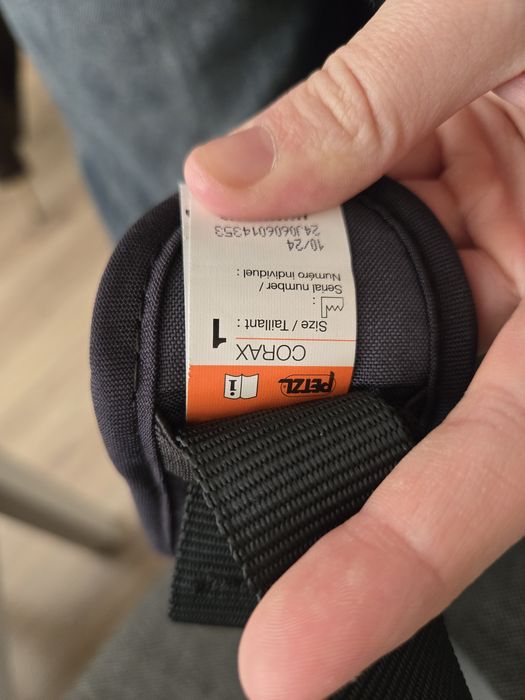 PETZL
CORAX
Size / Taillant : 1
Serial number /
Numéro individuel :
10/24
24J0606014353